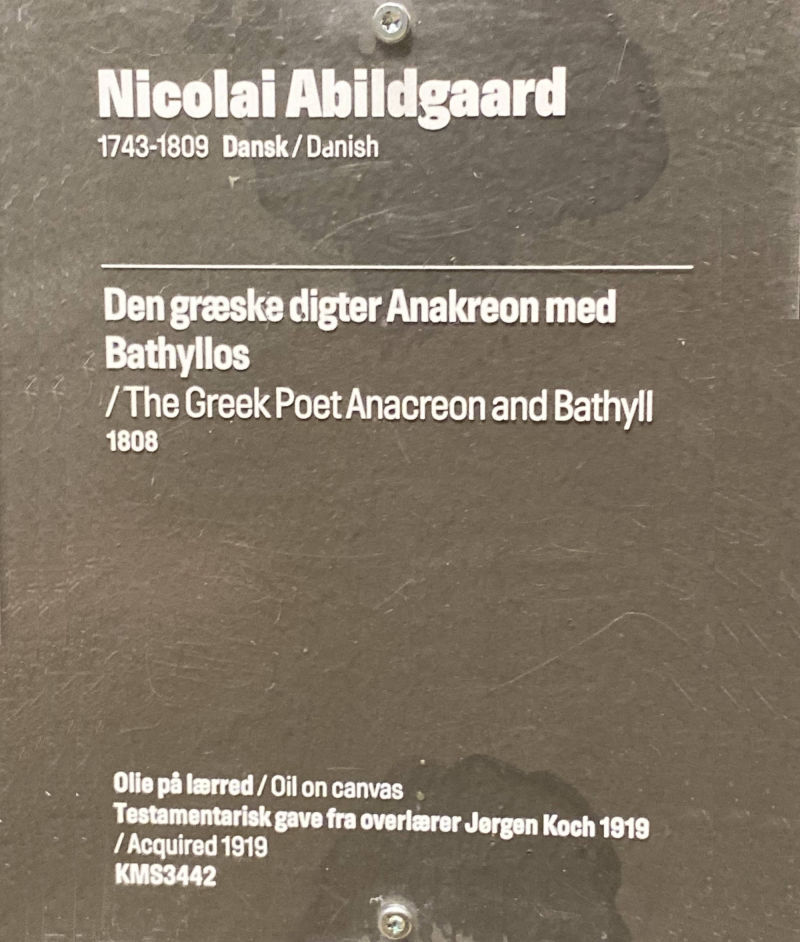 Nicolai Abildgaard
1743-1809 Dansk / Danish
Den græske digter Anakreon med
Bathyllos
/ The Greek Poet Anacreon and Bathyll
1808
Olie på lærred / Oil on canvas
Testamentarisk gave fra overlærer Jørgen Koch 1919
/ Acquired 1919
KMS3442